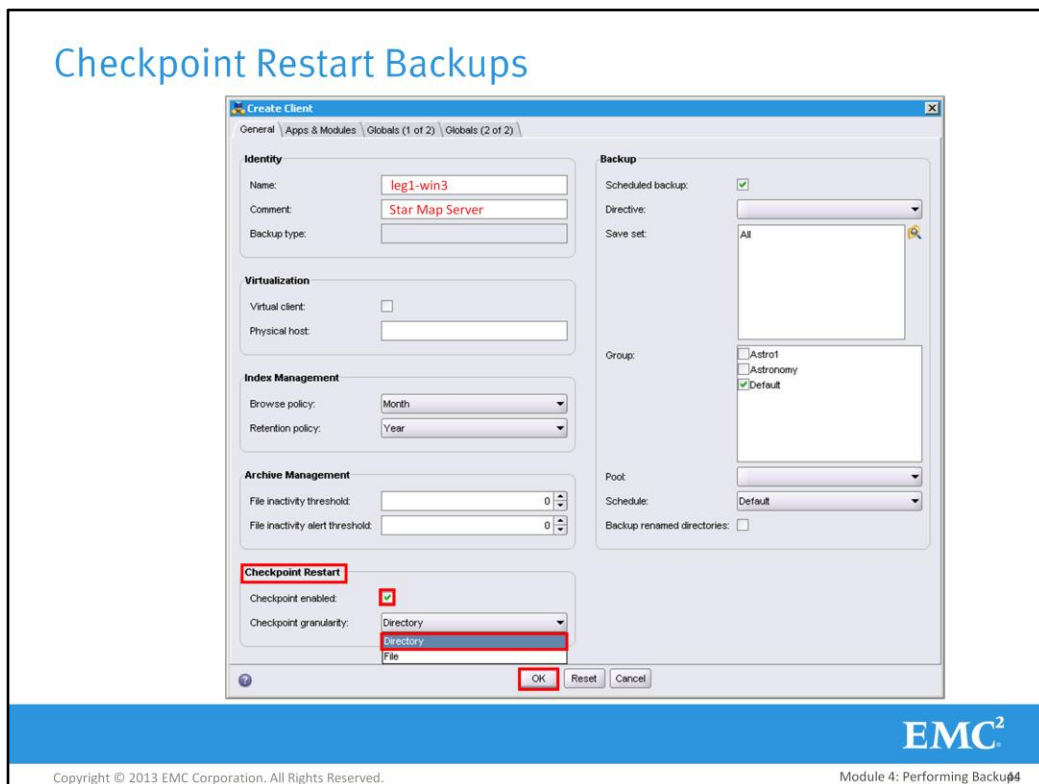 Checkpoint Restart Backups
Create Client
General
Apps & Modules
Globals (1 of 2)
Globals (2 of 2)
Identity
Name:
leg1-win3
Comment:
Star Map Server
Backup type:
Virtualization
Virtual client:
Physical host:
Index Management
Browse policy:
Month
Retention policy:
Year
Archive Management
File inactivity threshold:
0
File inactivity alert threshold:
0
Checkpoint Restart
Checkpoint enabled:
Checkpoint granularity:
Directory
Directory
File
Backup
Scheduled backup:
Directive:
Save set:
All
Group:
Astro1
Astronomy
Default
Pool:
Schedule:
Default
Backup renamed directories:
?
OK
Reset
Cancel
EMC²
Copyright © 2013 EMC Corporation. All Rights Reserved.
Module 4: Performing Backups